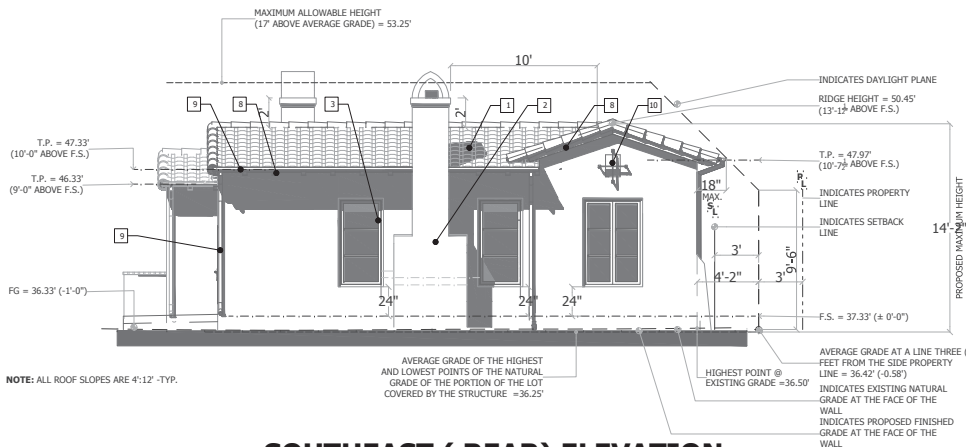 MAXIMUM ALLOWABLE HEIGHT
(17' ABOVE AVERAGE GRADE) = 53.25'
10'
INDICATES DAYLIGHT PLANE
RIDGE HEIGHT = 50.45'
ABOVE F.S.)
9
8
3
2'
2'
1
2
8
10
T.P. = 47.33'
(10'-0" ABOVE F.S.)
T.P. = 46.33'
(9'-0" ABOVE F.S.)
T.P. = 47.97'
ABOVE F.S.)
18"
MAX.
S
L
P
L
INDICATES PROPERTY
LINE
INDICATES SETBACK
LINE
14'-2"
PROPOSED MAXIMUM HEIGHT
9
3'
9'-6"
4'-2"
3'
FG = 36.33' (-1'-0")
24"
24"
24"
F.S. = 37.33' (± 0'-0")
NOTE: ALL ROOF SLOPES ARE 4':12' -TYP.
AVERAGE GRADE OF THE HIGHEST
AND LOWEST POINTS OF THE NATURAL
GRADE OF THE PORTION OF THE LOT
COVERED BY THE STRUCTURE =36.25'
HIGHEST POINT @
EXISTING GRADE =36.50'
AVERAGE GRADE AT A LINE THREE (
FEET FROM THE SIDE PROPERTY
LINE = 36.42' (-0.58')
INDICATES EXISTING NATURAL
GRADE AT THE FACE OF THE
WALL
INDICATES PROPOSED FINISHED
GRADE AT THE FACE OF THE
WALL
SOUTHEAST ( REAR) ELEVATION